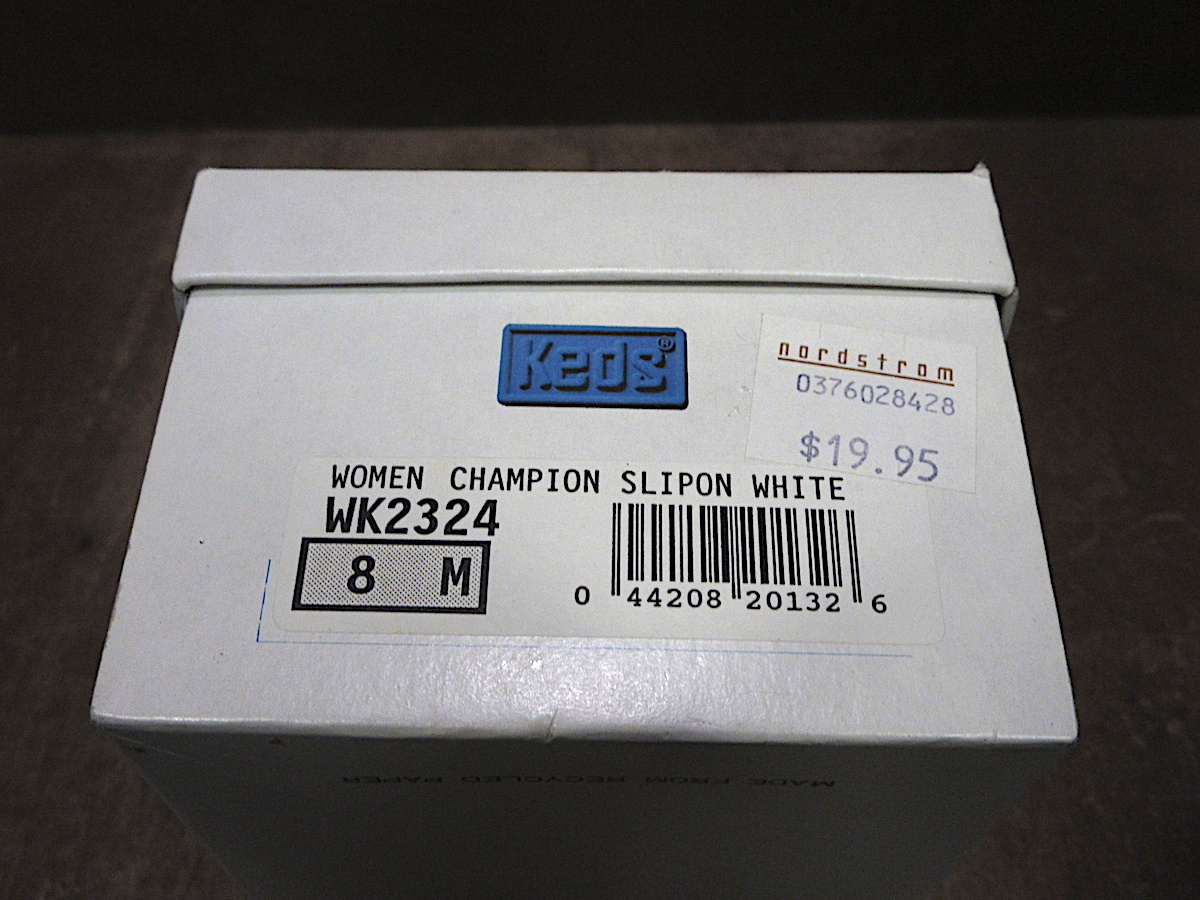 Keds®
nordstrom
0376028428
$19.95
WOMEN CHAMPION SLIPON WHITE
WK2324
8 M
0 44208 20132 6
MADE FROM RECYCLED PAPER